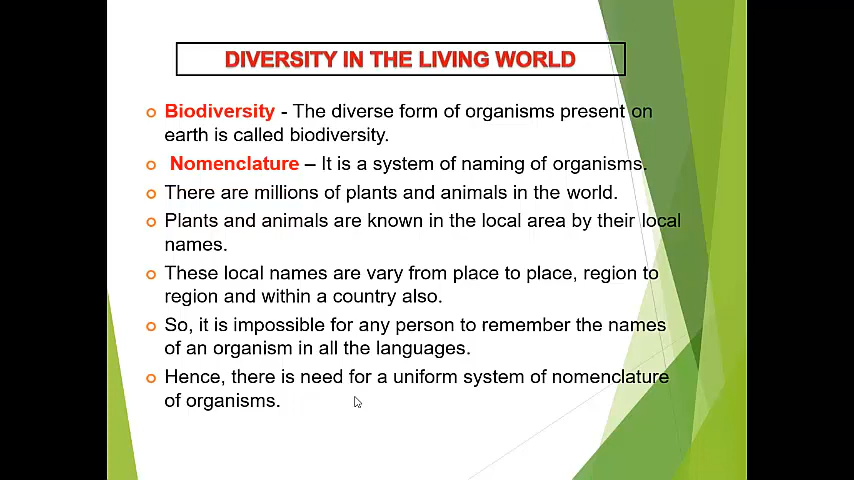 DIVERSITY IN THE LIVING WORLD
Biodiversity - The diverse form of organisms present on
earth is called biodiversity.
Nomenclature – It is a system of naming of organisms.
There are millions of plants and animals in the world.
Plants and animals are known in the local area by their local
names.
These local names are vary from place to place, region to
region and within a country also.
So, it is impossible for any person to remember the names
of an organism in all the languages.
Hence, there is need for a uniform system of nomenclature
of organisms.